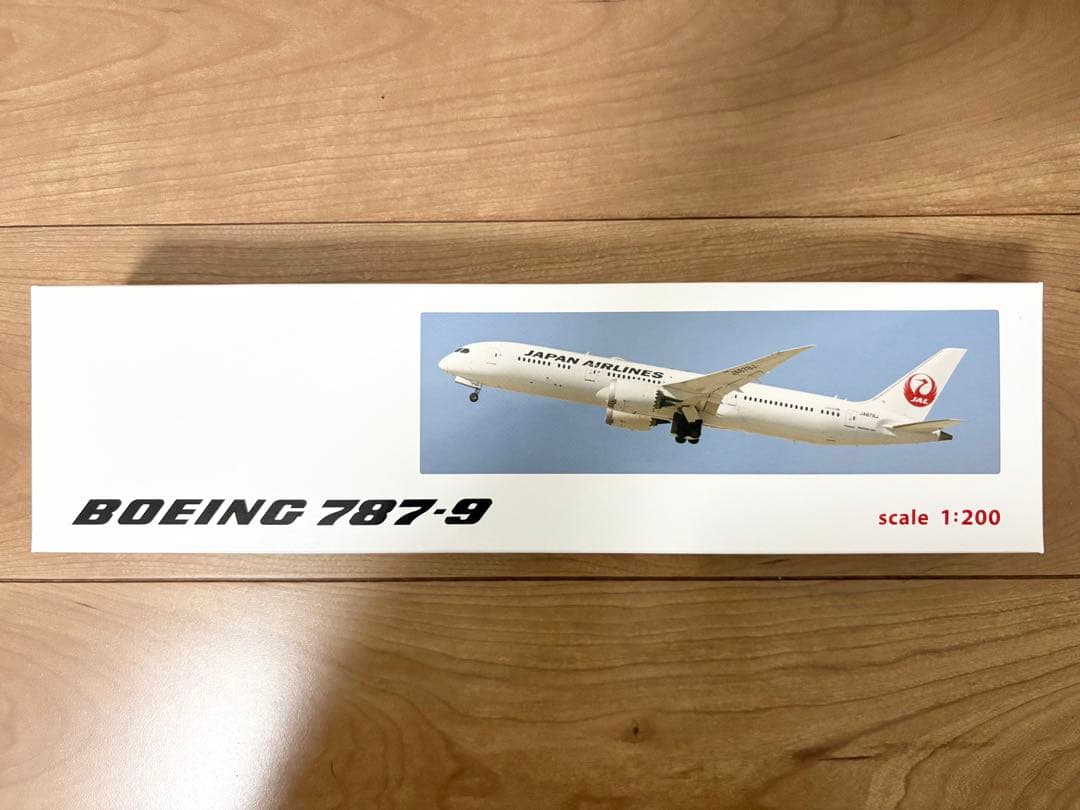 JAPAN AIRLINES
JAL
BOEING 787-9
scale 1:200